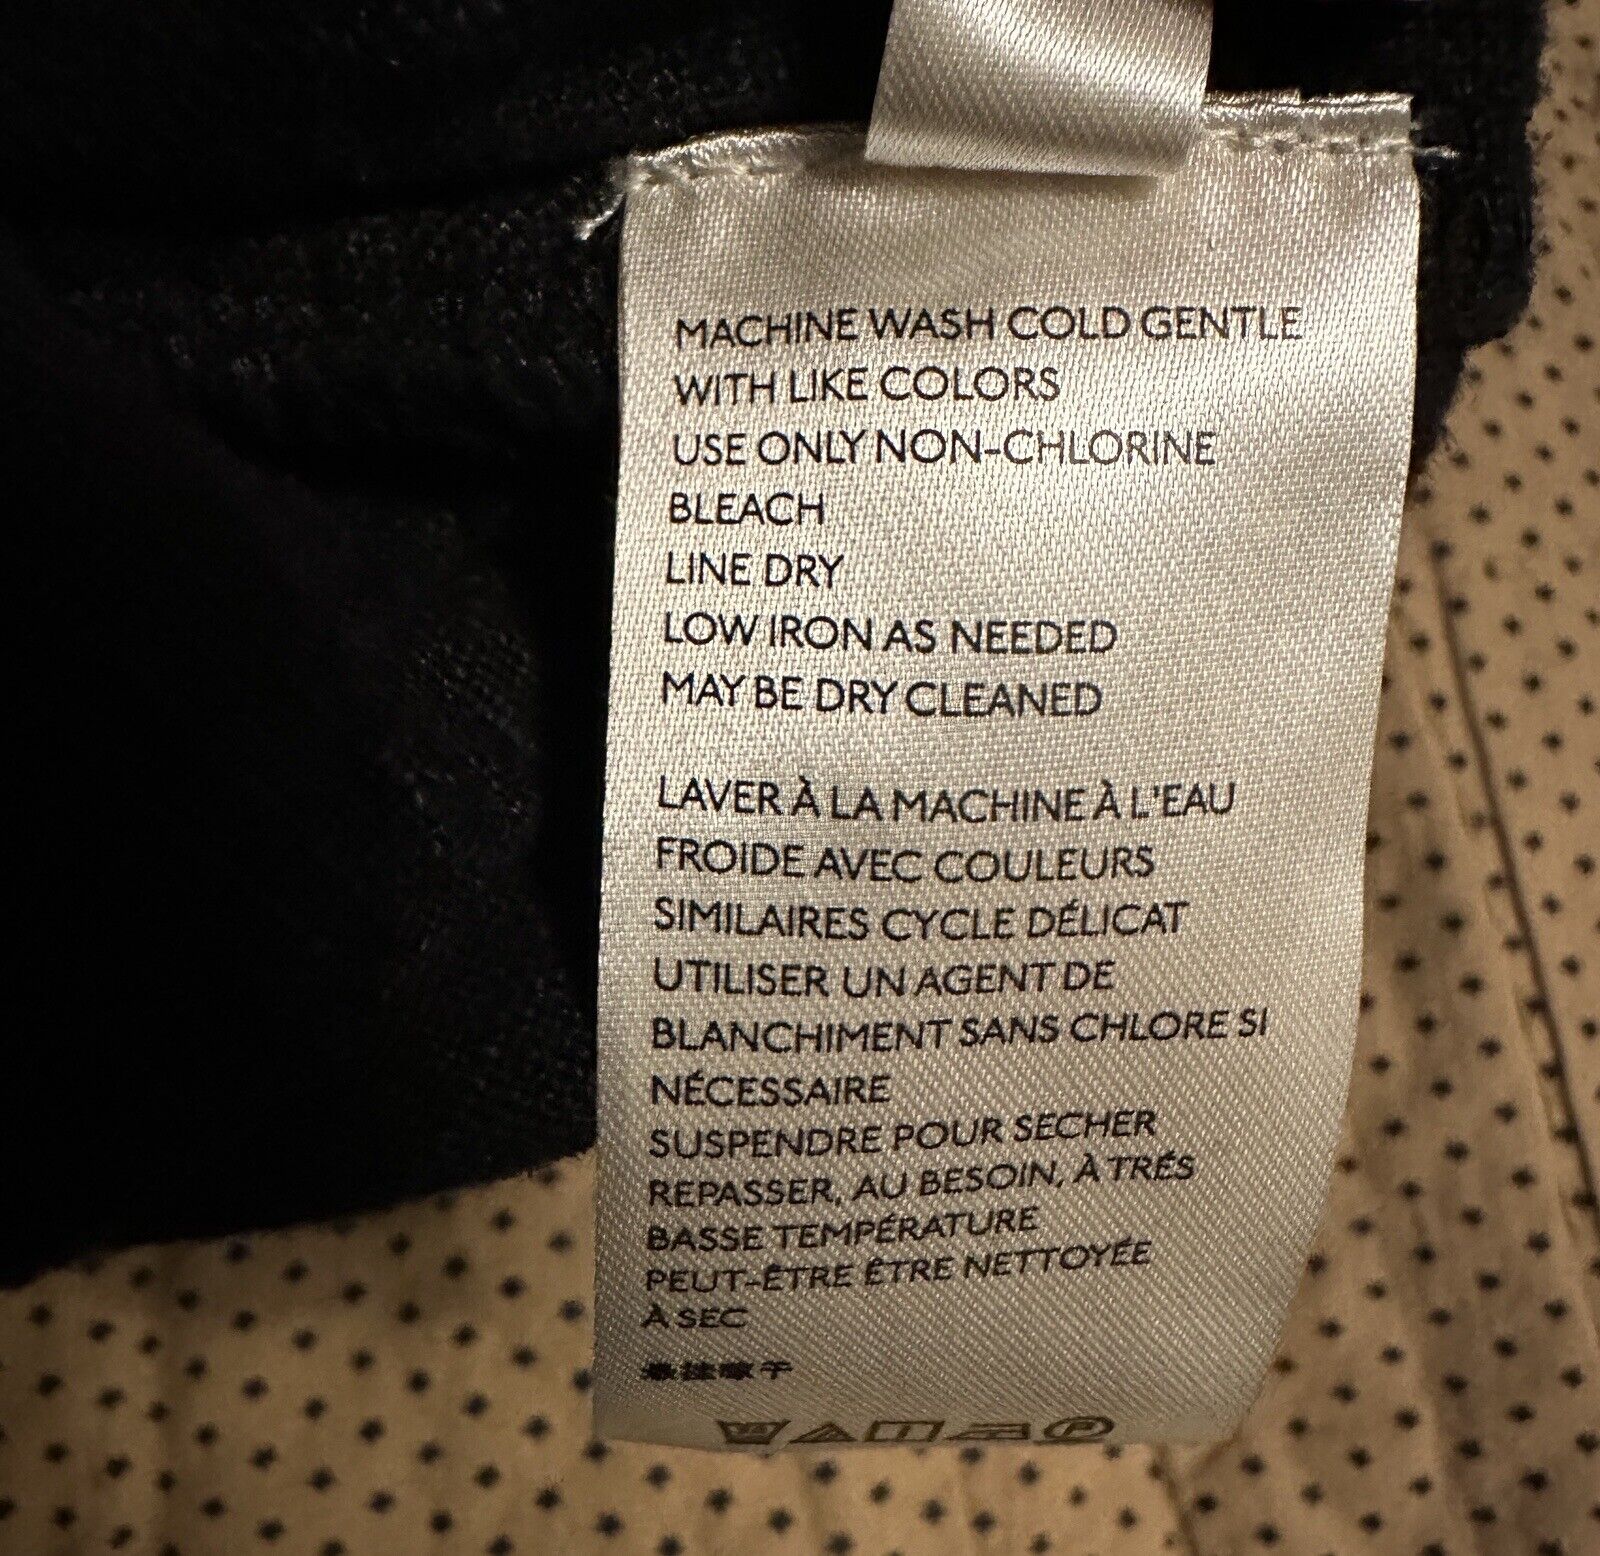 MACHINE WASH COLD GENTLE
WITH LIKE COLORS
USE ONLY NON-CHLORINE
BLEACH
LINE DRY
LOW IRON AS NEEDED
MAY BE DRY CLEANED
LAVER À LA MACHINE À L'EAU
FROIDE AVEC COULEURS
SIMILAIRES CYCLE DÉLICAT
UTILISER UN AGENT DE
BLANCHIMENT SANS CHLORE SI
NÉCESSAIRE
SUSPENDRE POUR SECHER
REPASSER, AU BESOIN, À TRÉS
BASSE TEMPÉRATURE
PEUT-ÊTRE ÊTRE NETTOYÉE
À SEC